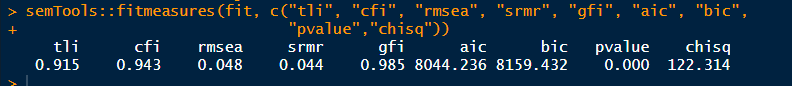 > semTools::fitmeasures(fit, c("tli", "cfi", "rmsea", "srmr", "gfi", "aic", "bic",
+ "pvalue","chisq"))
tli cfi rmsea srmr gfi aic bic pvalue chisq
0.915 0.943 0.048 0.044 0.985 8044.236 8159.432 0.000 122.314
>